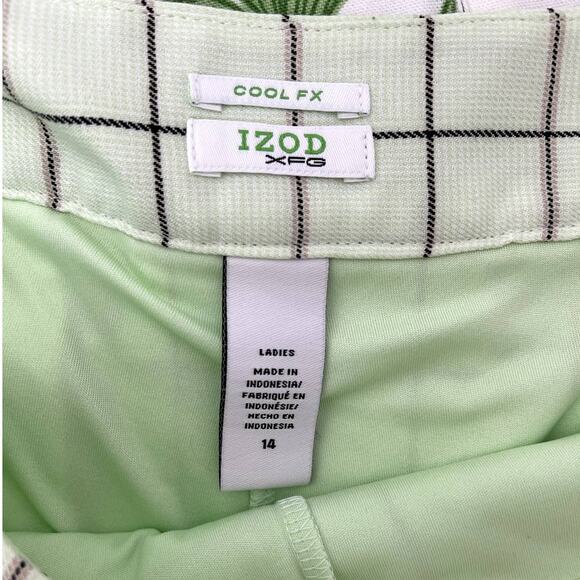 COOL FX
IZOD
XFG
LADIES
MADE IN
INDONESIA/
FABRIQUÉ EN
INDONÉSIE/
HECHO EN
INDONESIA
14